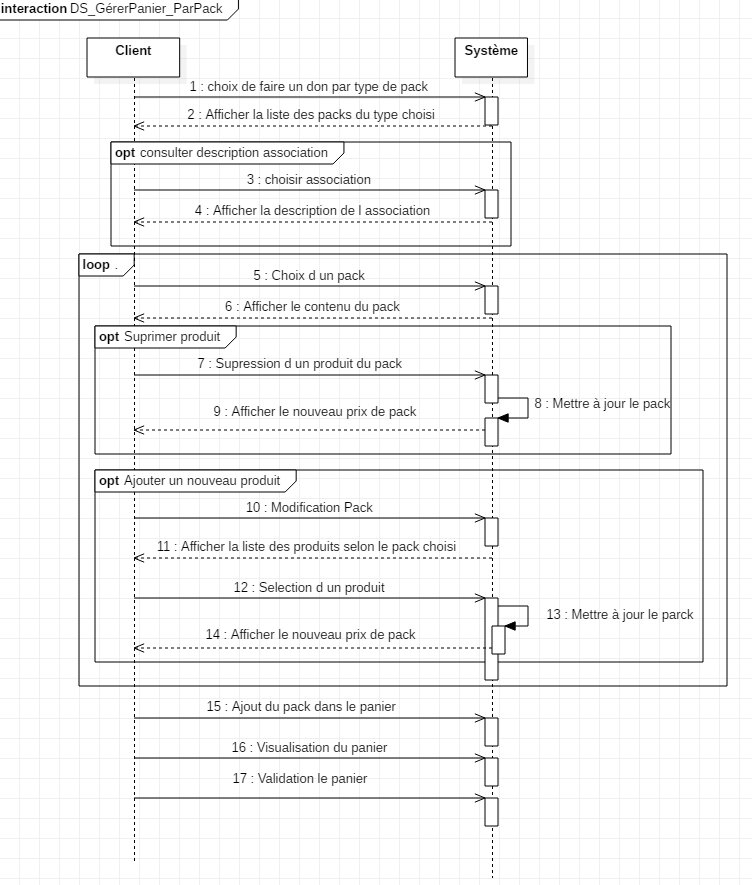 interaction DS_GérerPanier_ParPack
Client
Système
1 : choix de faire un don par type de pack
2 : Afficher la liste des packs du type choisi
opt consulter description association
3 : choisir association
4 : Afficher la description de l association
loop .
5 : Choix d un pack
6 : Afficher le contenu du pack
opt Suprimer produit
7 : Supression d un produit du pack
8 : Mettre à jour le pack
9 : Afficher le nouveau prix de pack
opt Ajouter un nouveau produit
10 : Modification Pack
11 : Afficher la liste des produits selon le pack choisi
12 : Selection d un produit
13 : Mettre à jour le parck
14 : Afficher le nouveau prix de pack
15 : Ajout du pack dans le panier
16 : Visualisation du panier
17 : Validation le panier